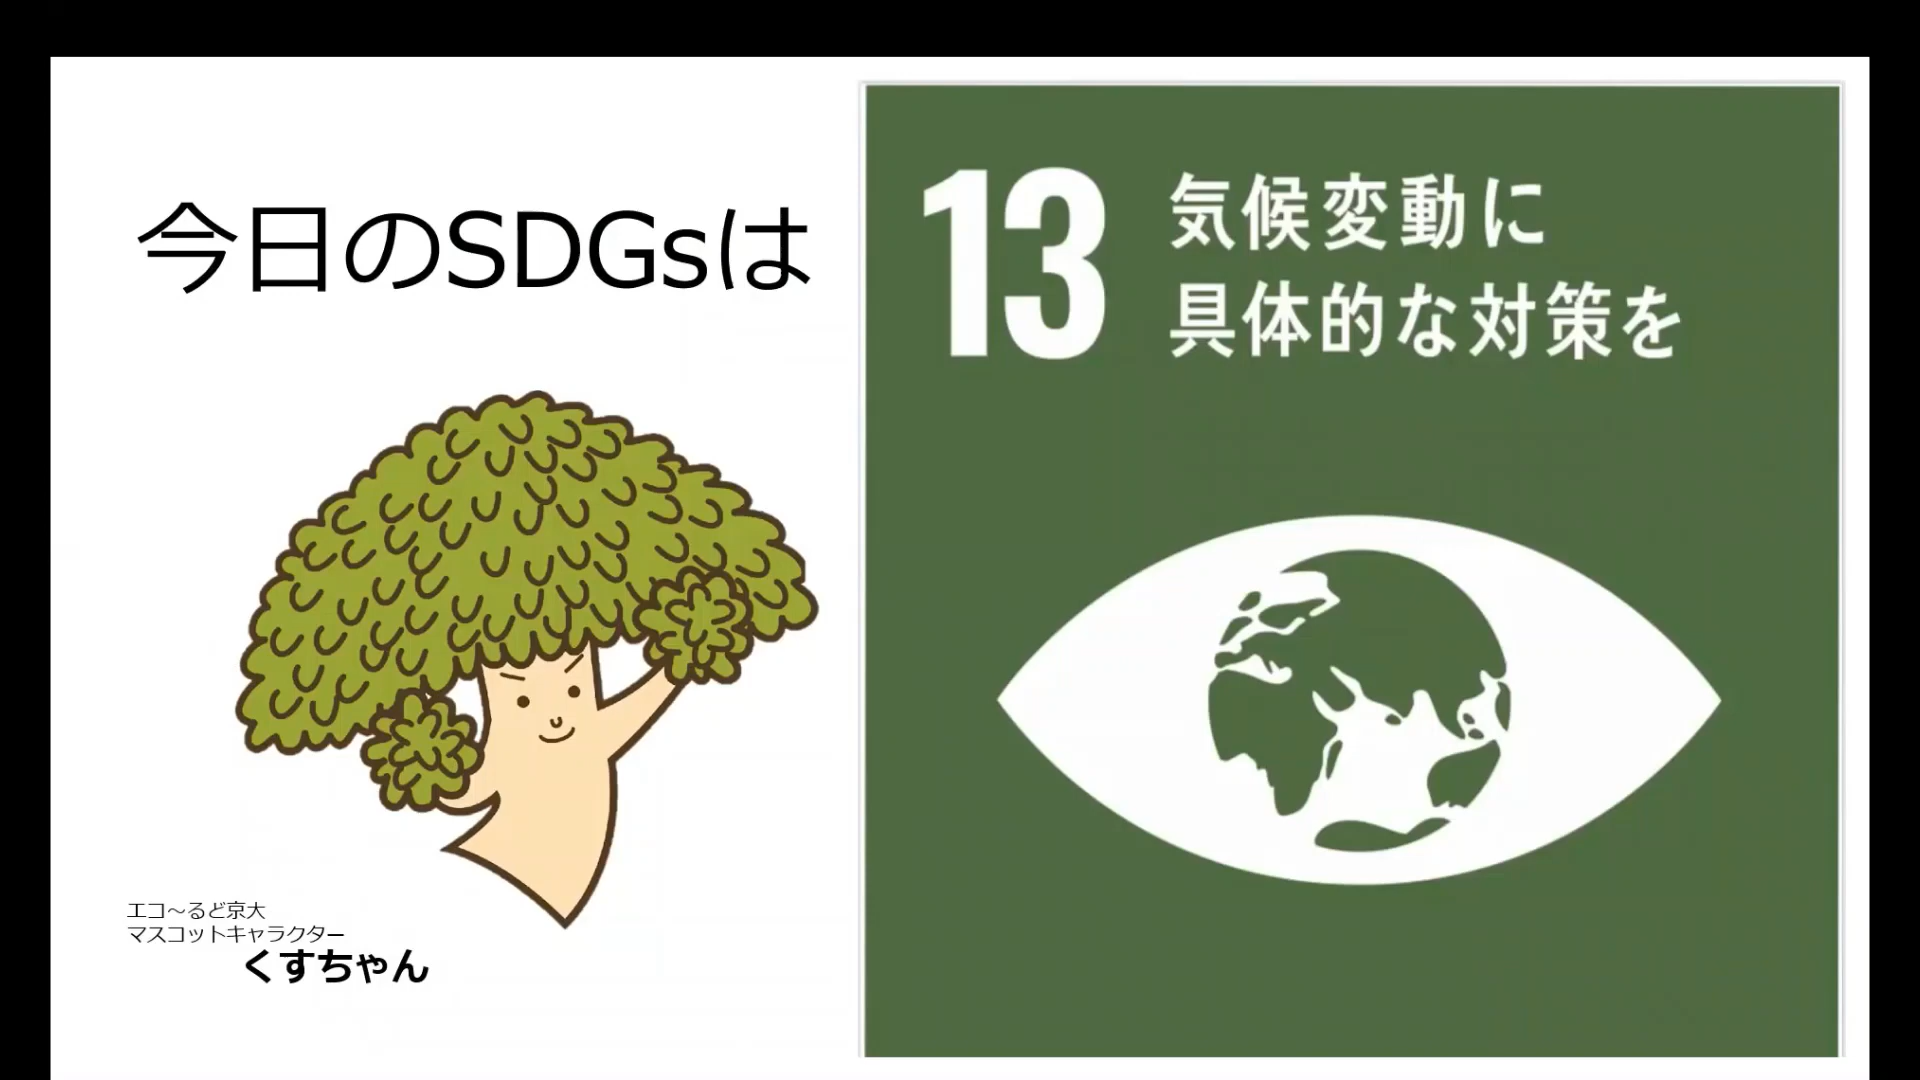 今日のSDGsは
13
気候変動に
具体的な対策を
エコ～るど京大
マスコットキャラクター
くすちゃん